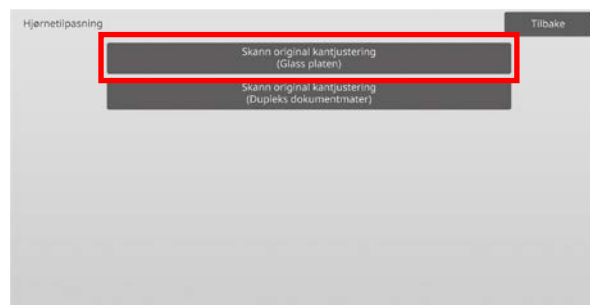 Hjørnetilpasning
Tilbake
Skann original kantjustering
(Glass platen)
Skann original kantjustering
(Dupleks dokumentmater)